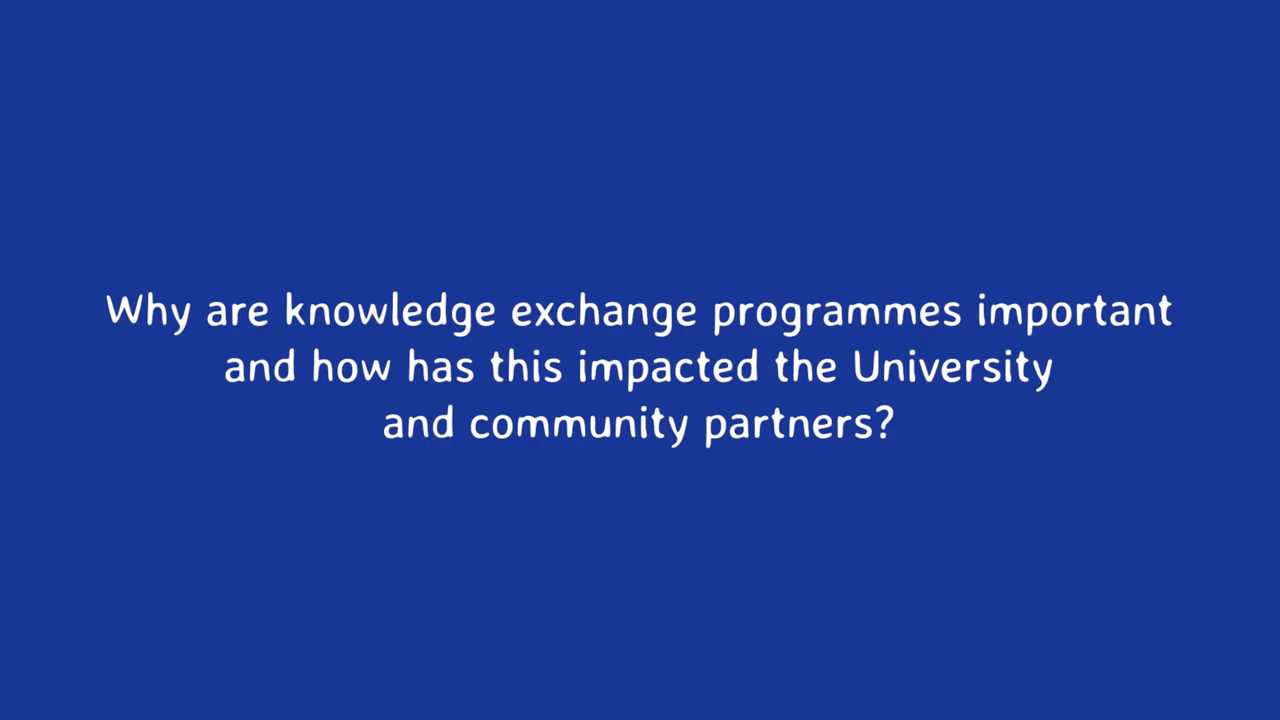 Why are knowledge exchange programmes important
and how has this impacted the University
and community partners?